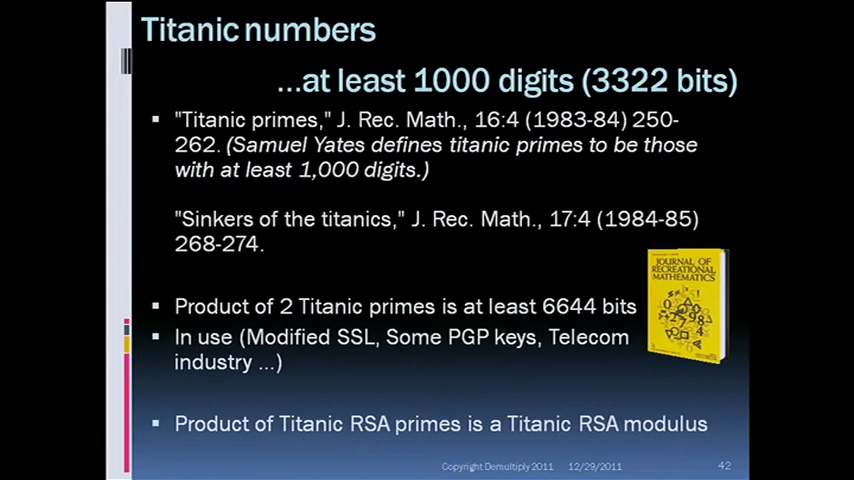 Titanic numbers
...at least 1000 digits (3322 bits)
"Titanic primes," J. Rec. Math., 16:4 (1983-84) 250-
262. (Samuel Yates defines titanic primes to be those
with at least 1,000 digits.)
"Sinkers of the titanics," J. Rec. Math., 17:4 (1984-85)
268-274.
JOURNAL OF
RECREATIONAL
MATHEMATICS
Product of 2 Titanic primes is at least 6644 bits
In use (Modified SSL, Some PGP keys, Telecom
industry ...)
Product of Titanic RSA primes is a Titanic RSA modulus
Copyright Demultiply 2011 12/29/2011 42